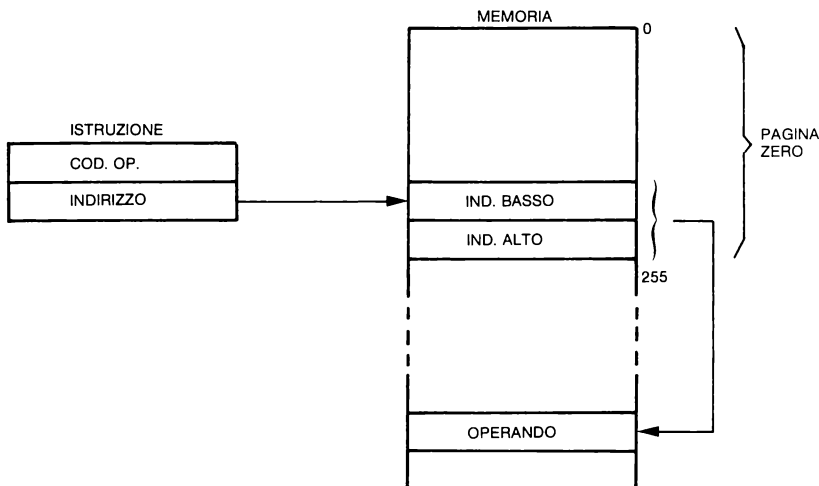 MEMORIA
0
PAGINA
ZERO
ISTRUZIONE
COD. OP.
INDIRIZZO
IND. BASSO
IND. ALTO
255
OPERANDO